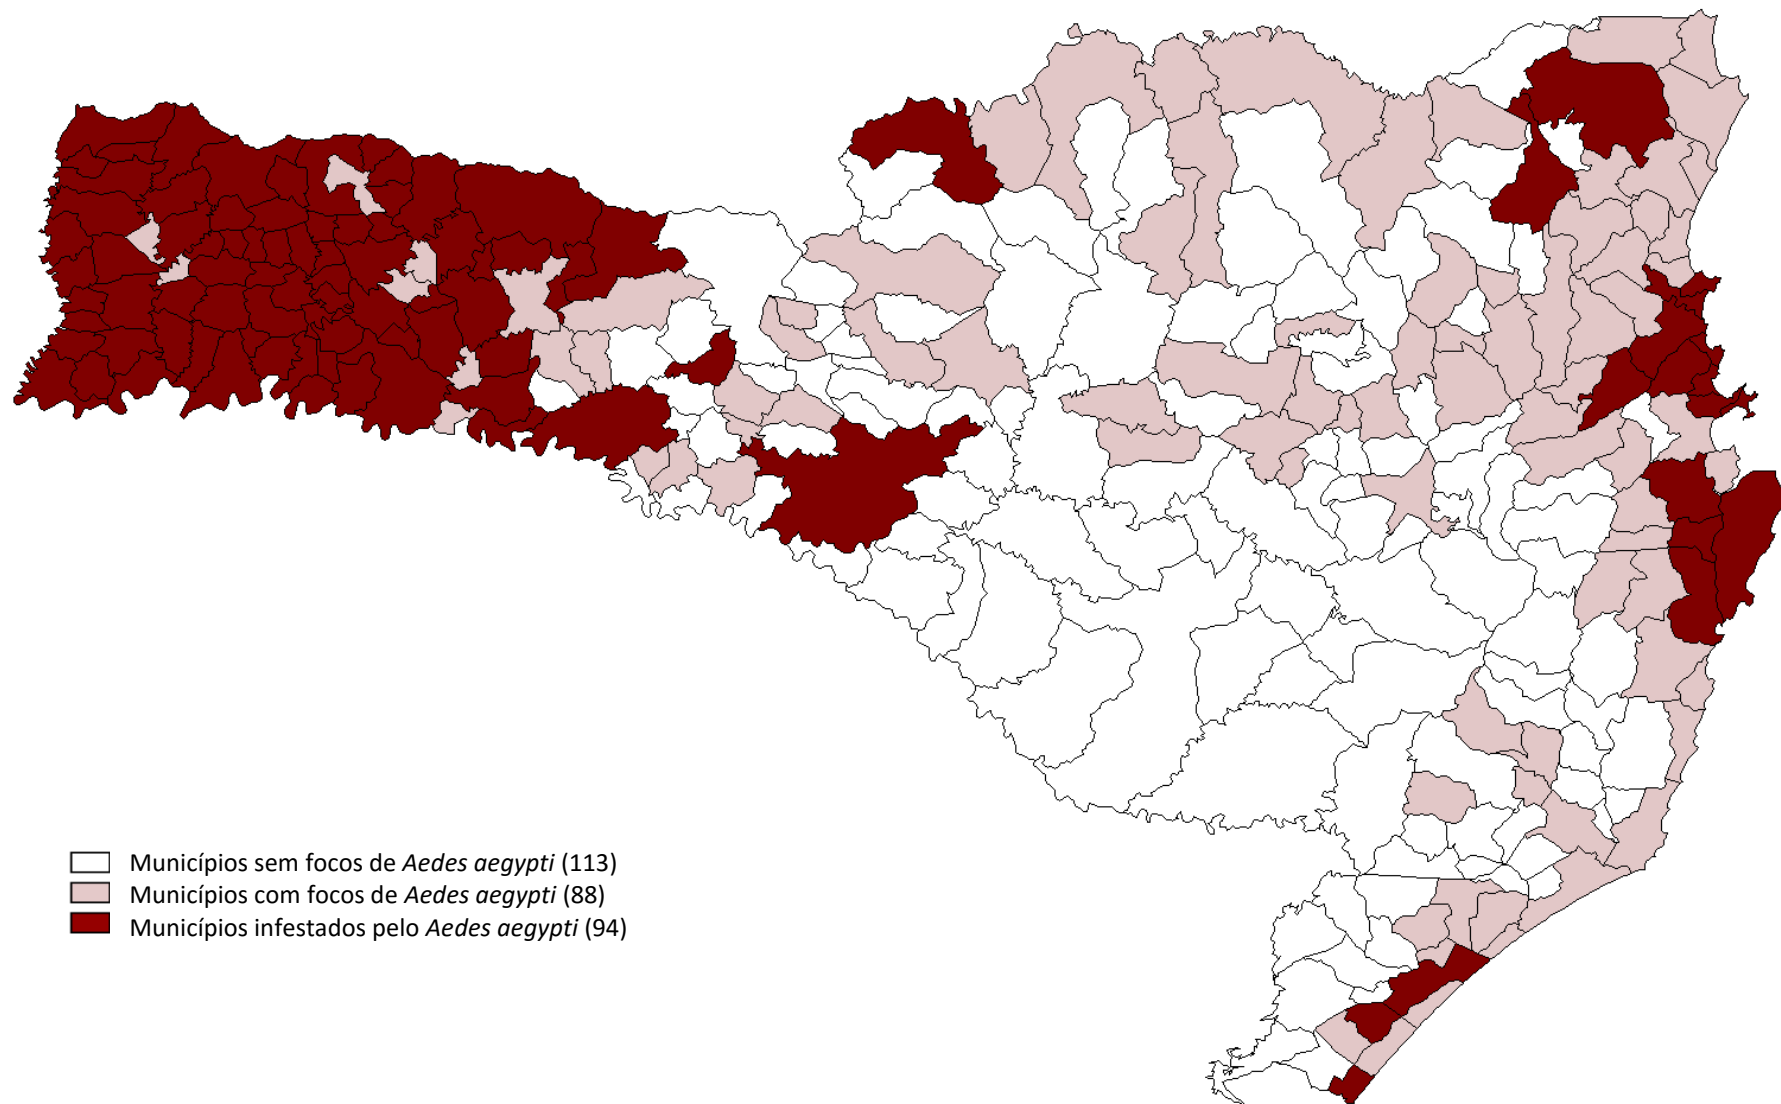 Municípios sem focos de Aedes aegypti (113)
Municípios com focos de Aedes aegypti (88)
Municípios infestados pelo Aedes aegypti (94)